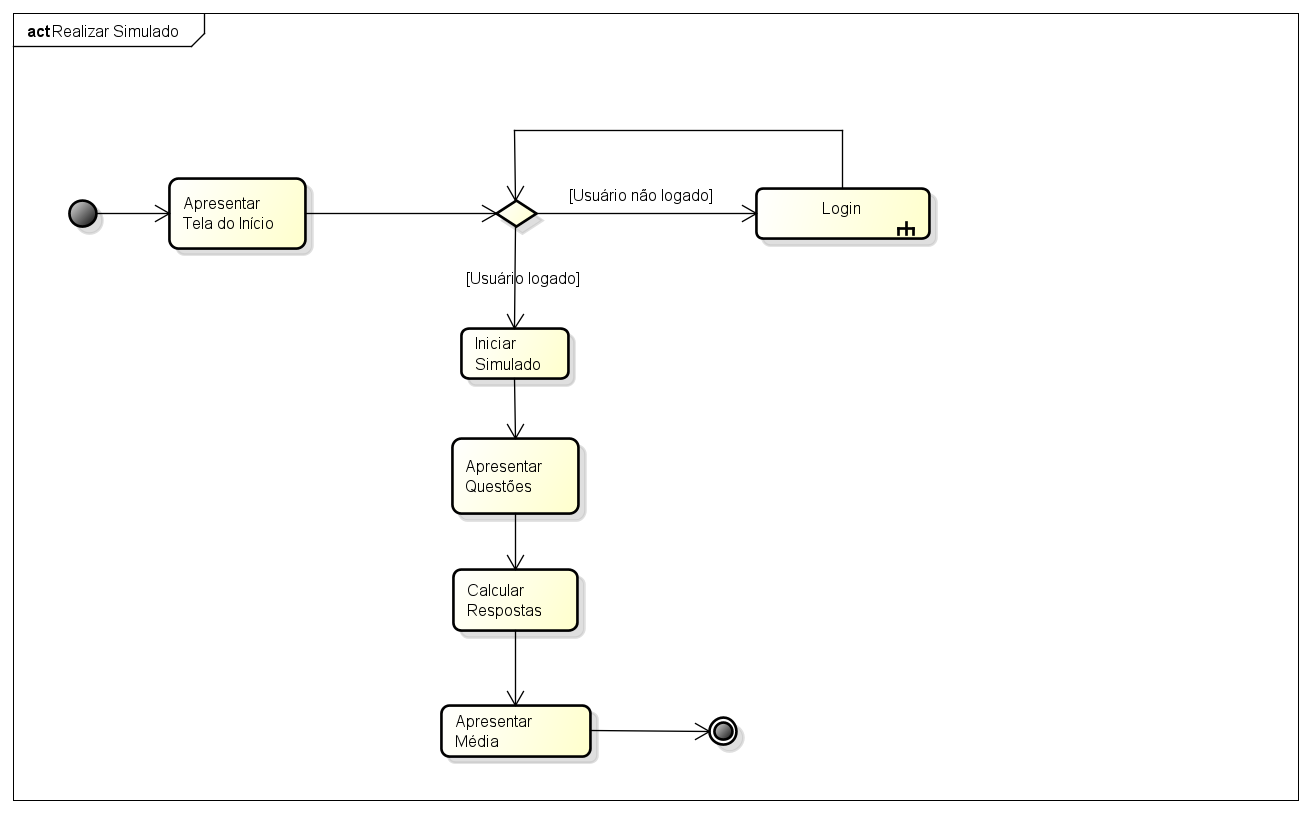 act Realizar Simulado
Apresentar
Tela do Início
[Usuário não logado]
Login
[Usuário logado]
Iniciar
Simulado
Apresentar
Questões
Calcular
Respostas
Apresentar
Média